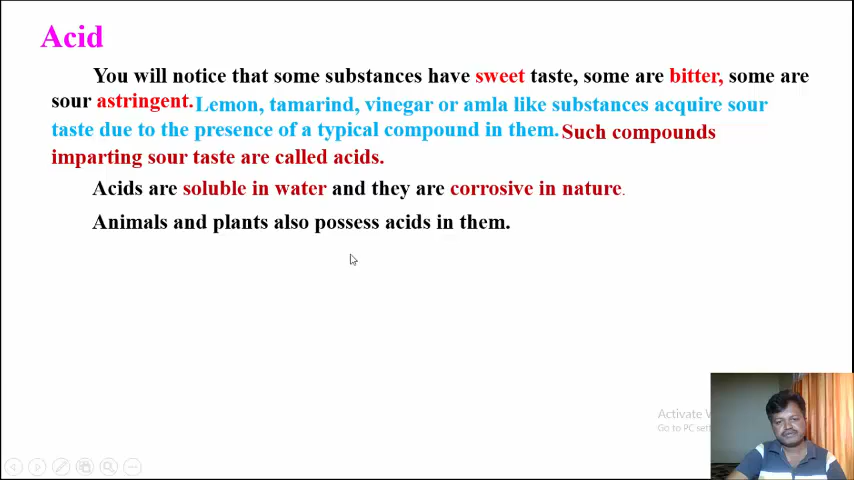 Acid
You will notice that some substances have sweet taste, some are bitter, some are
sour astringent. Lemon, tamarind, vinegar or amla like substances acquire sour
taste due to the presence of a typical compound in them. Such compounds
imparting sour taste are called acids.
Acids are soluble in water and they are corrosive in nature.
Animals and plants also possess acids in them.
Activate
Go to PC